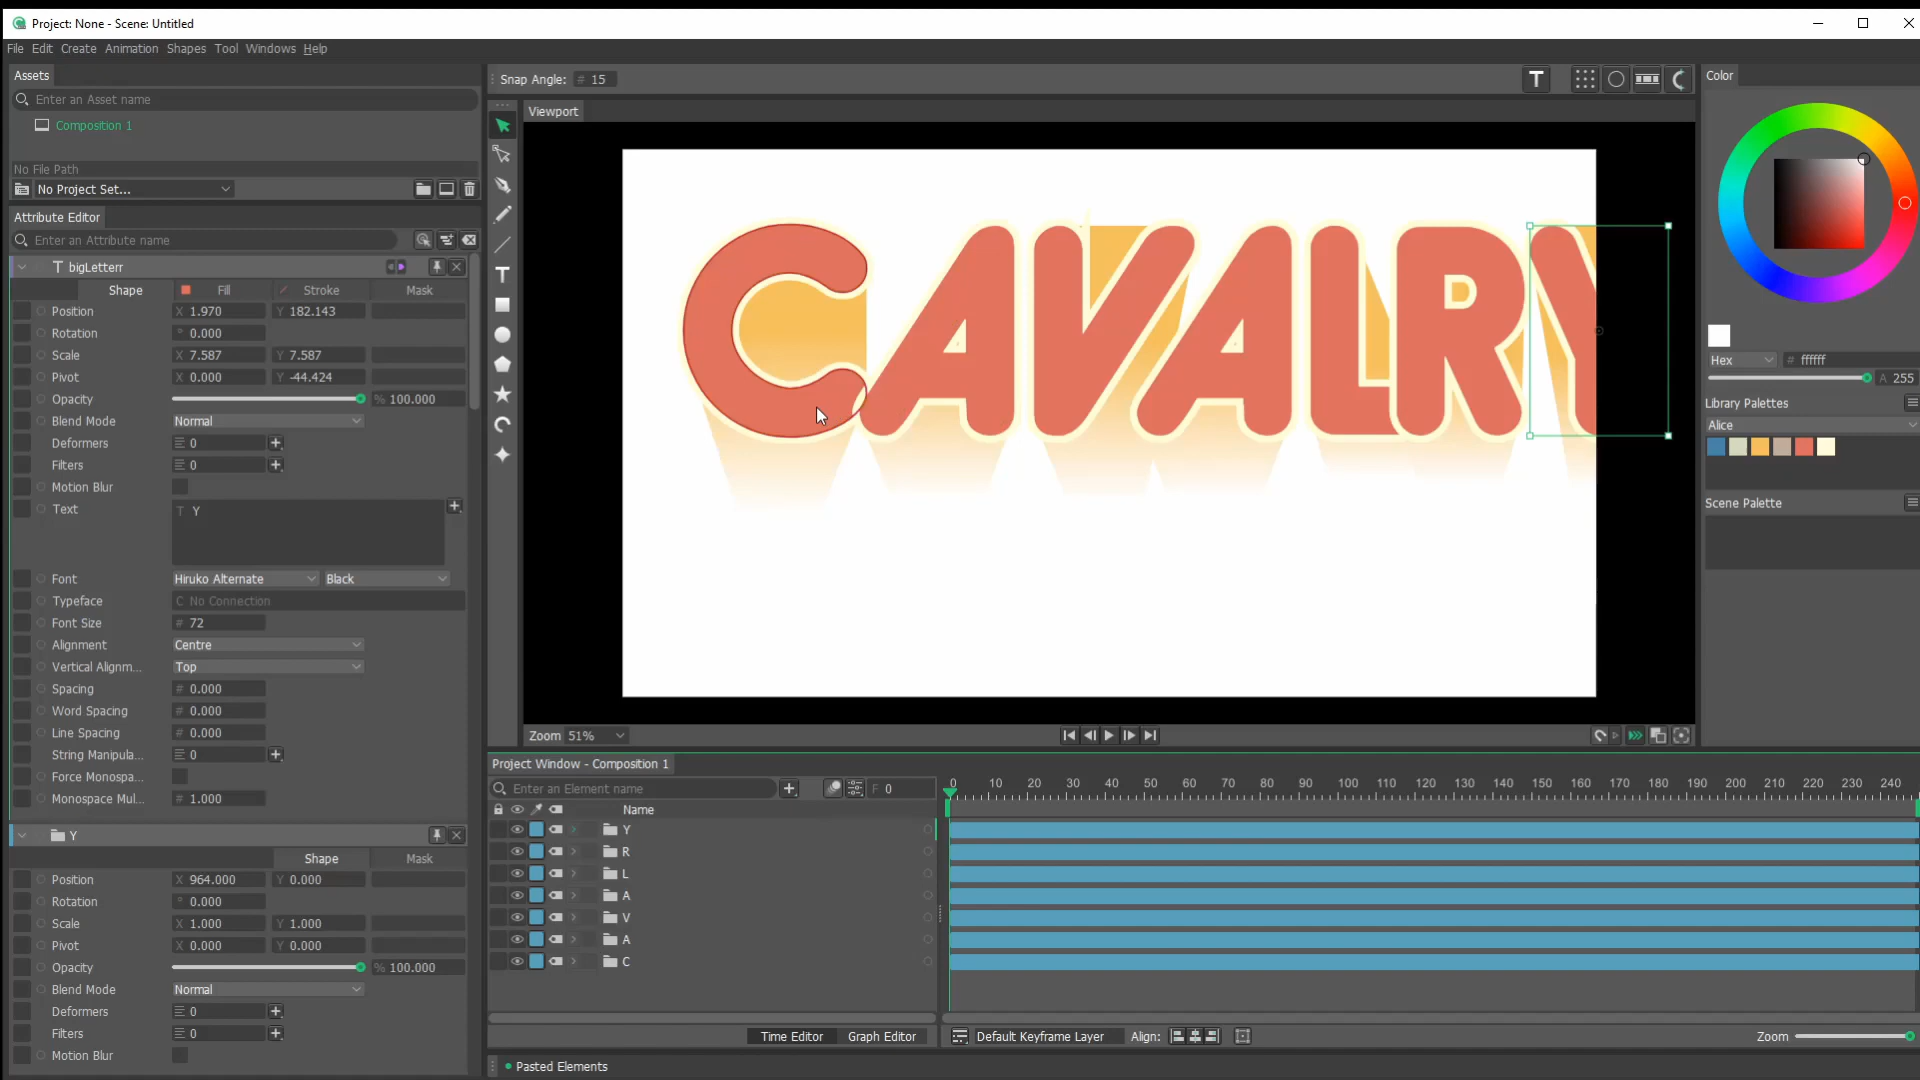 Project: None - Scene: Untitled
File Edit Create Animation Shapes Tool Windows Help
Assets
Enter an Asset name
Composition 1
No File Path
No Project Set...
Attribute Editor
Enter an Attribute name
T bigLetterr
Shape Fill Stroke Mask
Position X 1.970 Y 182.143
Rotation ° 0.000
Scale X 7.587 Y 7.587
Pivot X 0.000 Y -44.424
Opacity % 100.000
Blend Mode Normal
Deformers 0
Filters 0
Motion Blur
Text T Y
Font Hiruko Alternate Black
Typeface C No Connection
Font Size # 72
Alignment Centre
Vertical Alignm... Top
Spacing # 0.000
Word Spacing # 0.000
Line Spacing # 0.000
String Manipula... 0
Force Monospa...
Monospace Mul... # 1.000
Y
Shape Mask
Position X 964.000 Y 0.000
Rotation ° 0.000
Scale X 1.000 Y 1.000
Pivot X 0.000 Y 0.000
Opacity % 100.000
Blend Mode Normal
Deformers 0
Filters 0
Motion Blur
Snap Angle: # 15
T
Viewport
T
CAVALRY
Zoom 51%
Color
Hex # ffffff
A 255
Library Palettes
Alice
Scene Palette
Project Window - Composition 1
Enter an Element name F 0
Name
Y
R
L
A
V
A
C
0 10 20 30 40 50 60 70 80 90 100 110 120 130 140 150 160 170 180 190 200 210 220 230 240
Time Editor Graph Editor
Default Keyframe Layer Align: Zoom
Pasted Elements